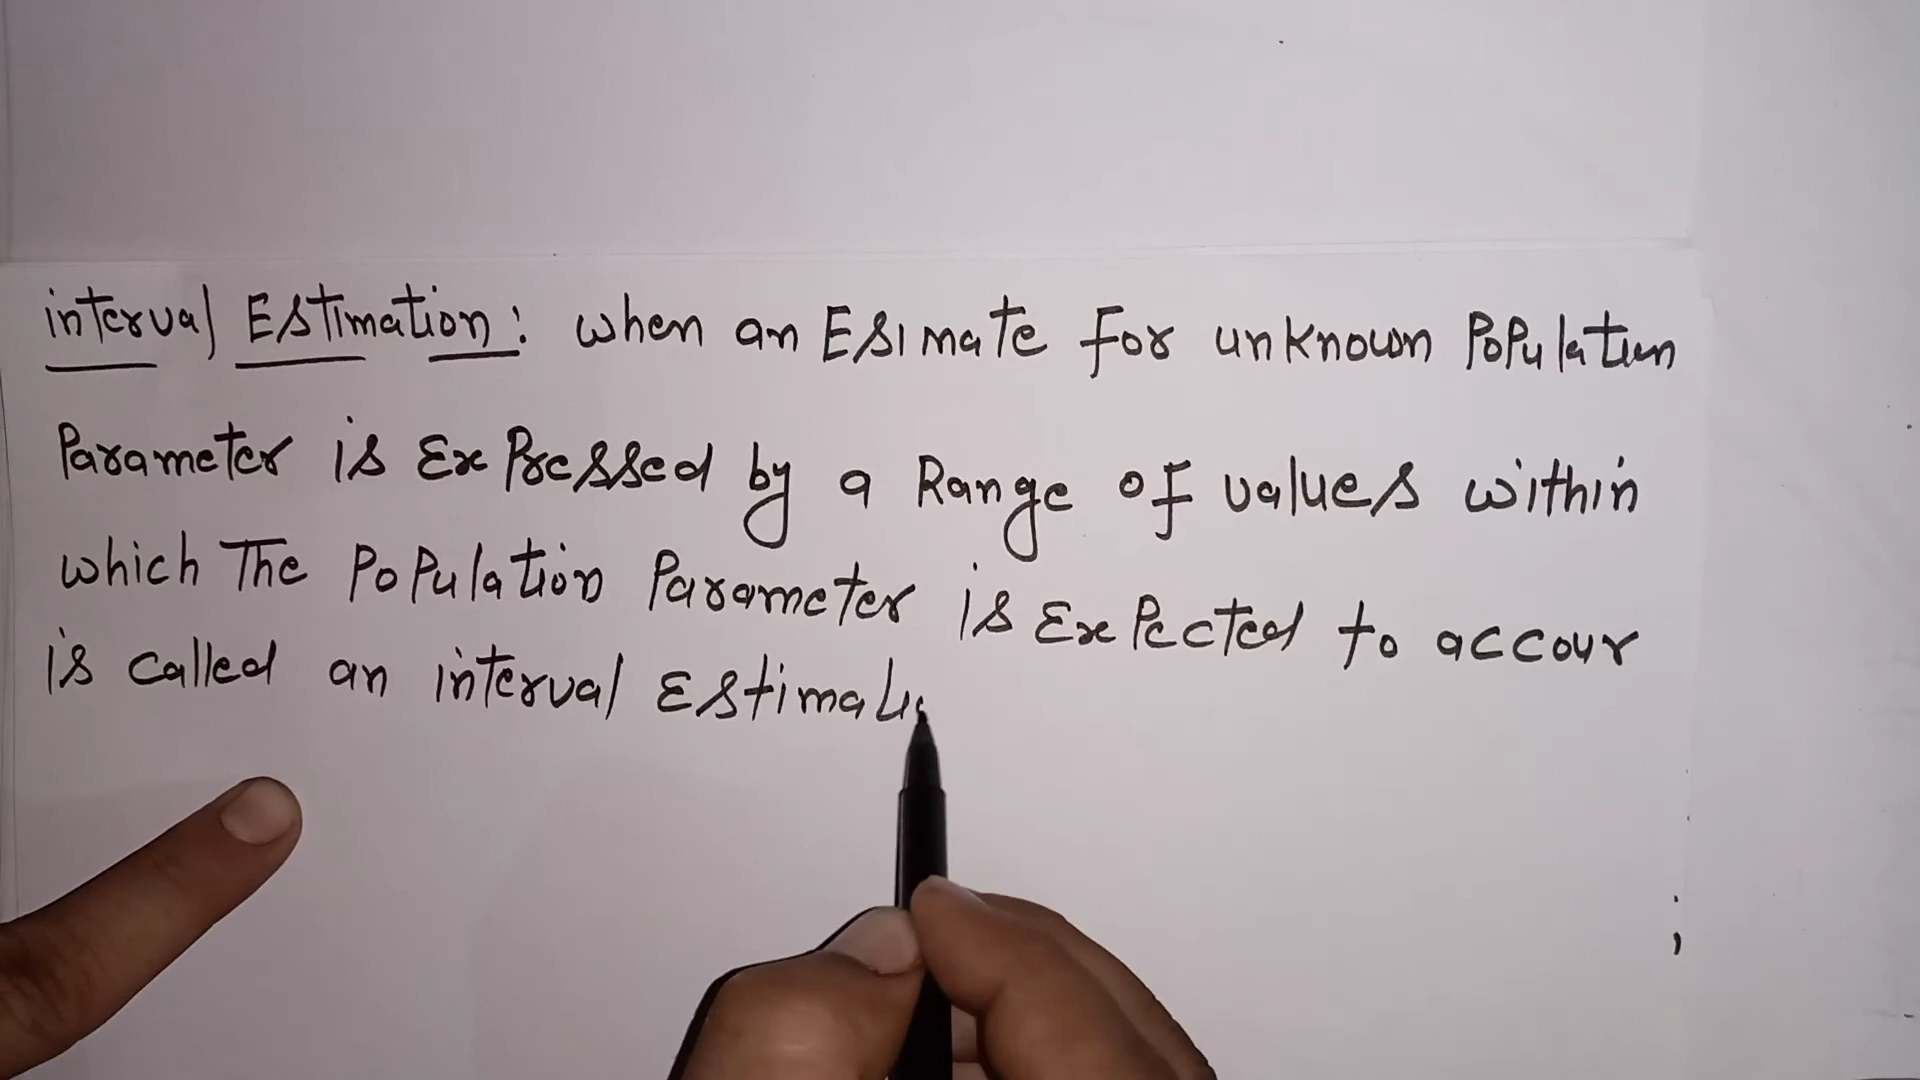 interval Estimation: when an Esimate for unknown Population
Parameter is Expressed by a Range of values within
which The Population Parameter is Expected to accour
is called an interval Estimati